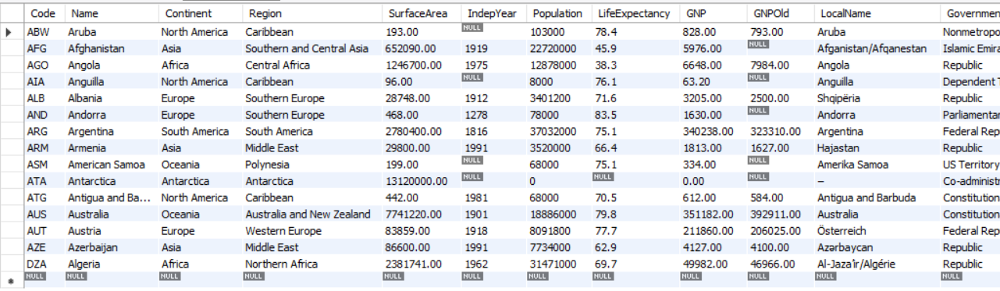 Code Name Continent Region SurfaceArea IndepYear Population LifeExpectancy GNP GNPOld LocalName Governmen
ABW Aruba North America Caribbean 193.00 NULL 103000 78.4 828.00 793.00 Aruba Nonmetropo
AFG Afghanistan Asia Southern and Central Asia 652090.00 1919 22720000 45.9 5976.00 NULL Afganistan/Afqanestan Islamic Emira
AGO Angola Africa Central Africa 1246700.00 1975 12878000 38.3 6648.00 7984.00 Angola Republic
AIA Anguilla North America Caribbean 96.00 NULL 8000 76.1 63.20 NULL Anguilla Dependent T
ALB Albania Europe Southern Europe 28748.00 1912 3401200 71.6 3205.00 2500.00 Shqipëria Republic
AND Andorra Europe Southern Europe 468.00 1278 78000 83.5 1630.00 NULL Andorra Parliamentar
ARG Argentina South America South America 2780400.00 1816 37032000 75.1 340238.00 323310.00 Argentina Federal Rep
ARM Armenia Asia Middle East 29800.00 1991 3520000 66.4 1813.00 1627.00 Hajastan Republic
ASM American Samoa Oceania Polynesia 199.00 NULL 68000 75.1 334.00 NULL Amerika Samoa US Territory
ATA Antarctica Antarctica Antarctica 13120000.00 NULL 0 NULL 0.00 NULL – Co-administr
ATG Antigua and Ba... North America Caribbean 442.00 1981 68000 70.5 612.00 584.00 Antigua and Barbuda Constitution
AUS Australia Oceania Australia and New Zealand 7741220.00 1901 18886000 79.8 351182.00 392911.00 Australia Constitution
AUT Austria Europe Western Europe 83859.00 1918 8091800 77.7 211860.00 206025.00 Österreich Federal Rep
AZE Azerbaijan Asia Middle East 86600.00 1991 7734000 62.9 4127.00 4100.00 Azərbaycan Republic
DZA Algeria Africa Northern Africa 2381741.00 1962 31471000 69.7 49982.00 46966.00 Al-Jaza'ir/Algérie Republic
NULL NULL NULL NULL NULL NULL NULL NULL NULL NULL NULL NULL